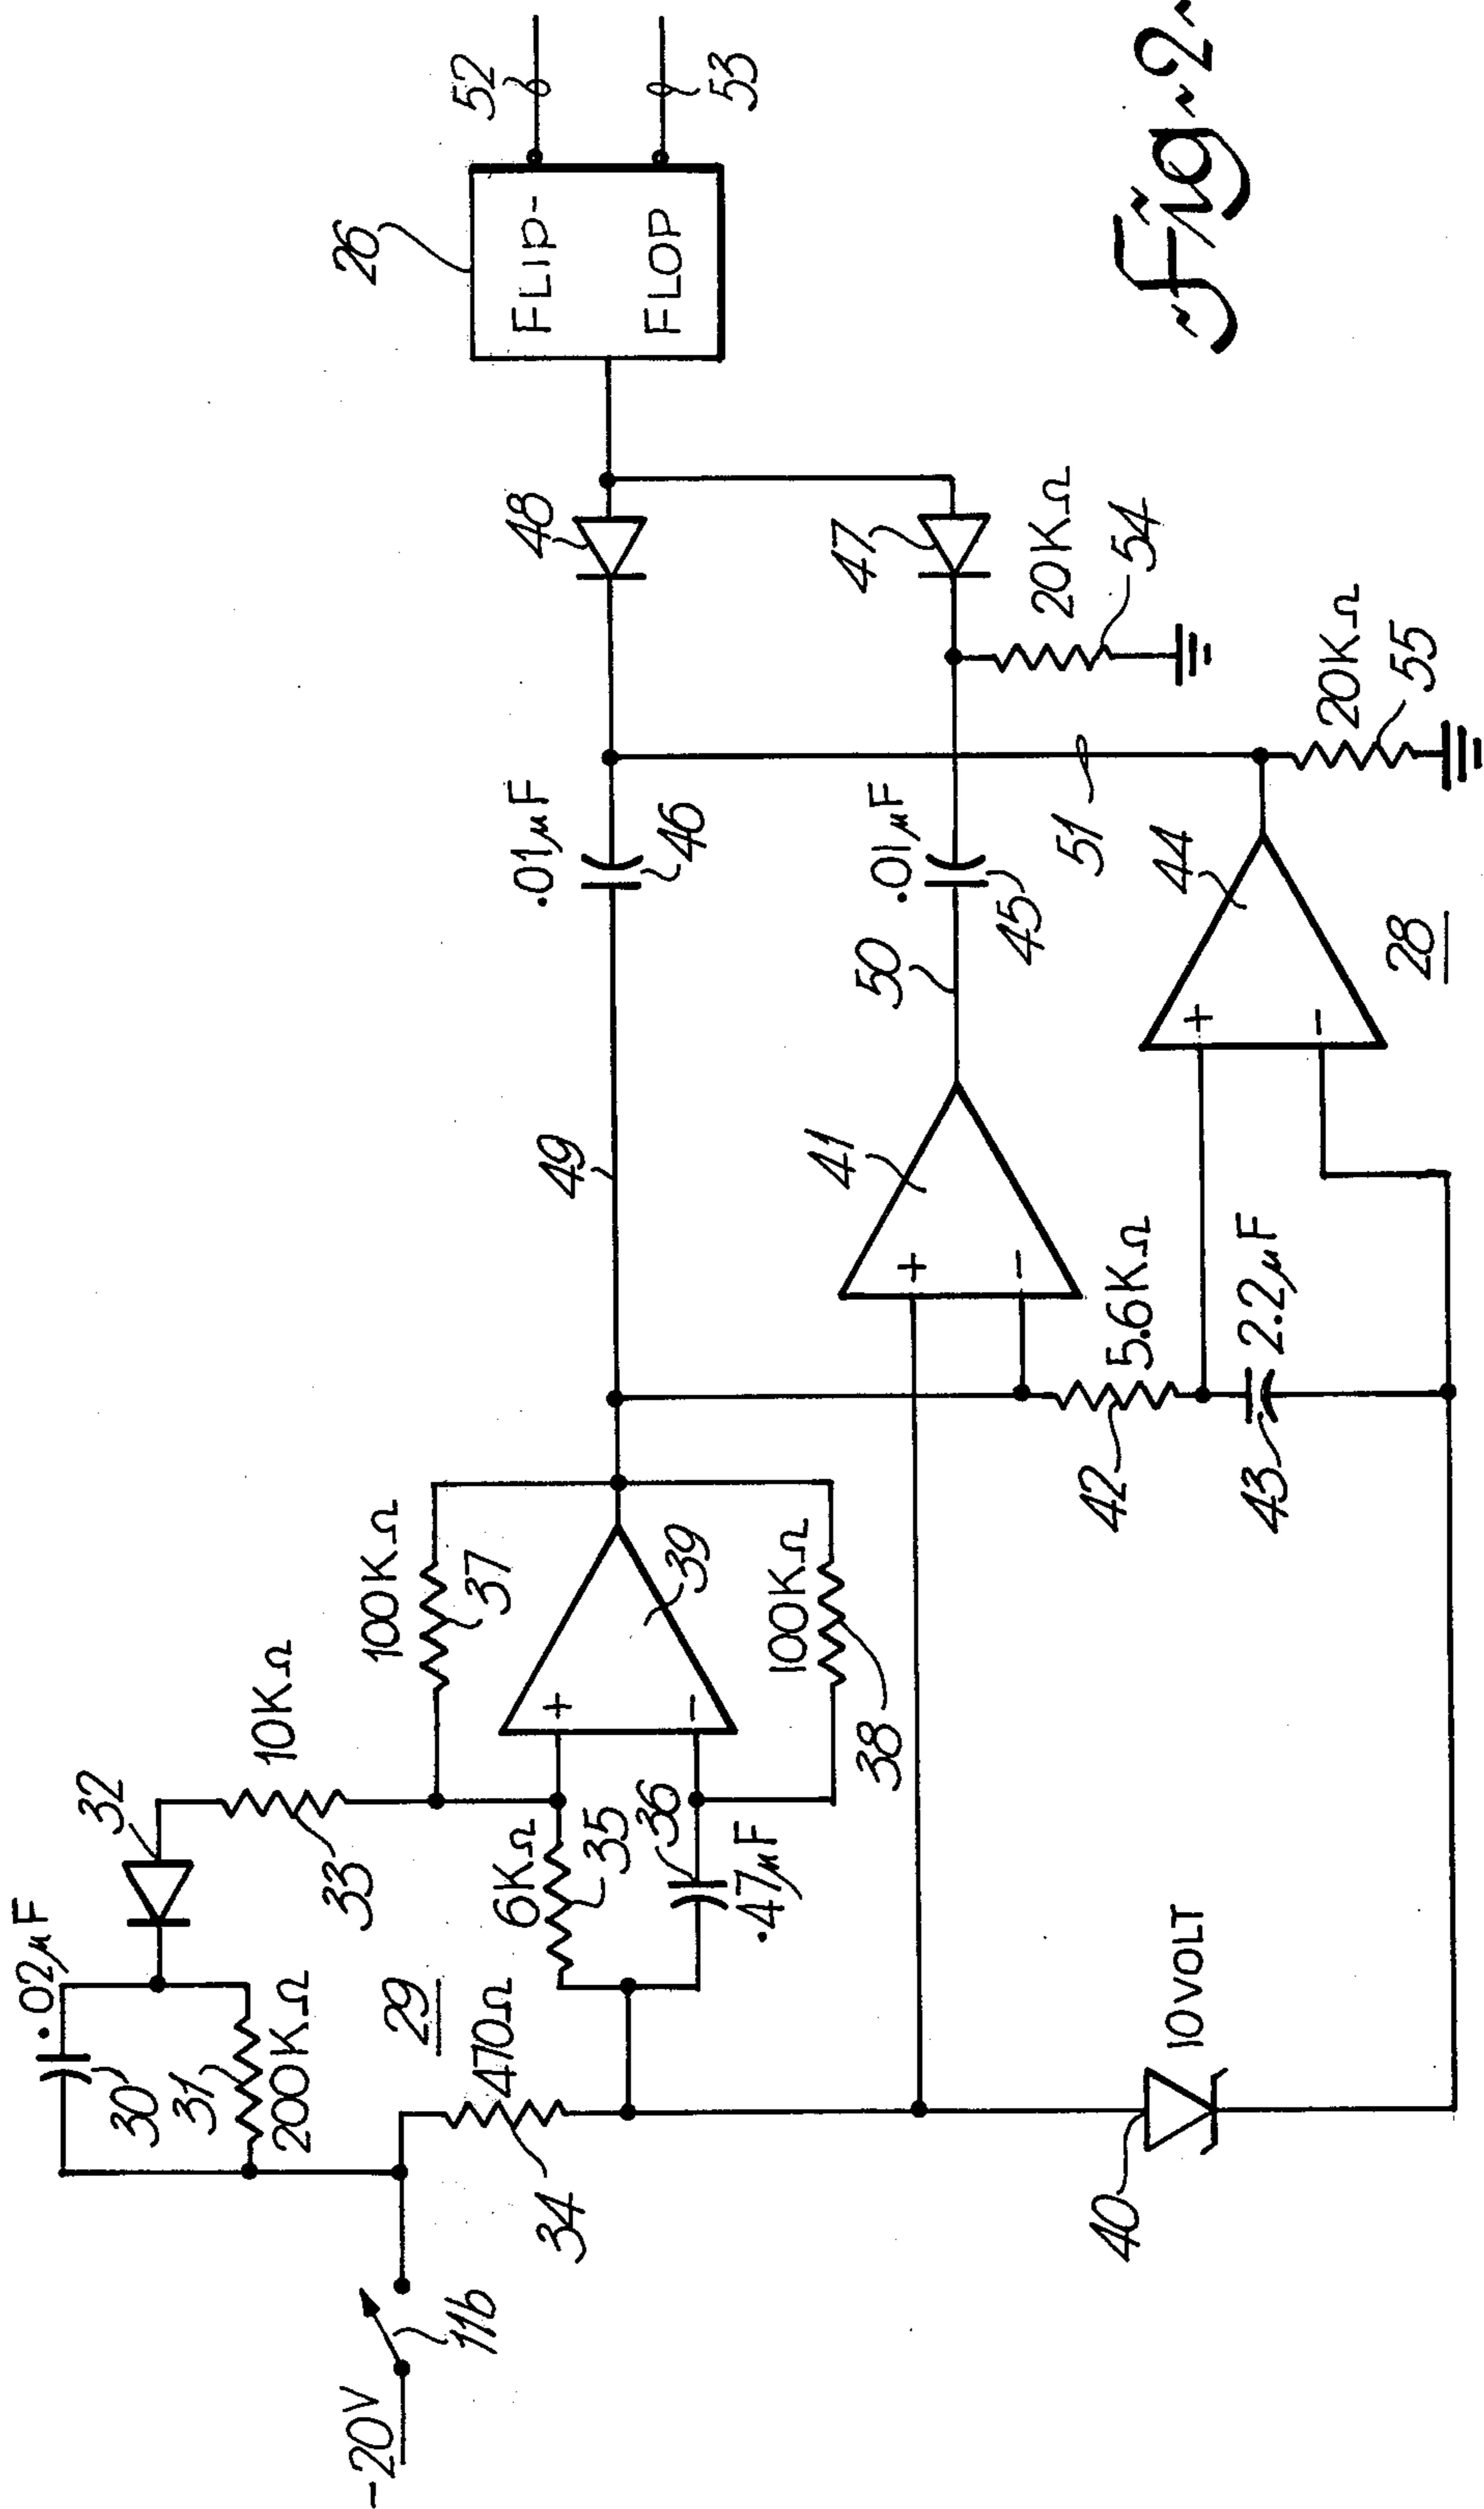 -20V
11b
.02µF
30
31
200KΩ
32
10KΩ
33
29
470Ω
34
6KΩ
35
36
.47µF
100KΩ
37
39
100KΩ
38
40
10VOLT
49
41
+
-
+
-
42
5.6KΩ
43
2.2µF
.01µF
46
50
.01µF
45
51
44
+
-
28
48
47
20KΩ
54
20KΩ
55
26
FLIP-
FLOP
52
53
~Fig~2~